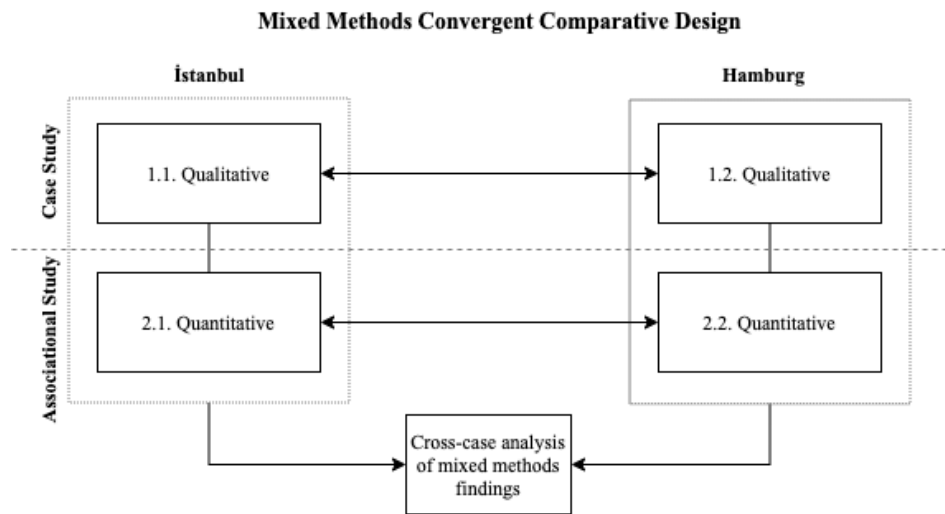 Mixed Methods Convergent Comparative Design
İstanbul
Hamburg
Case Study
1.1. Qualitative
1.2. Qualitative
Associational Study
2.1. Quantitative
2.2. Quantitative
Cross-case analysis
of mixed methods
findings